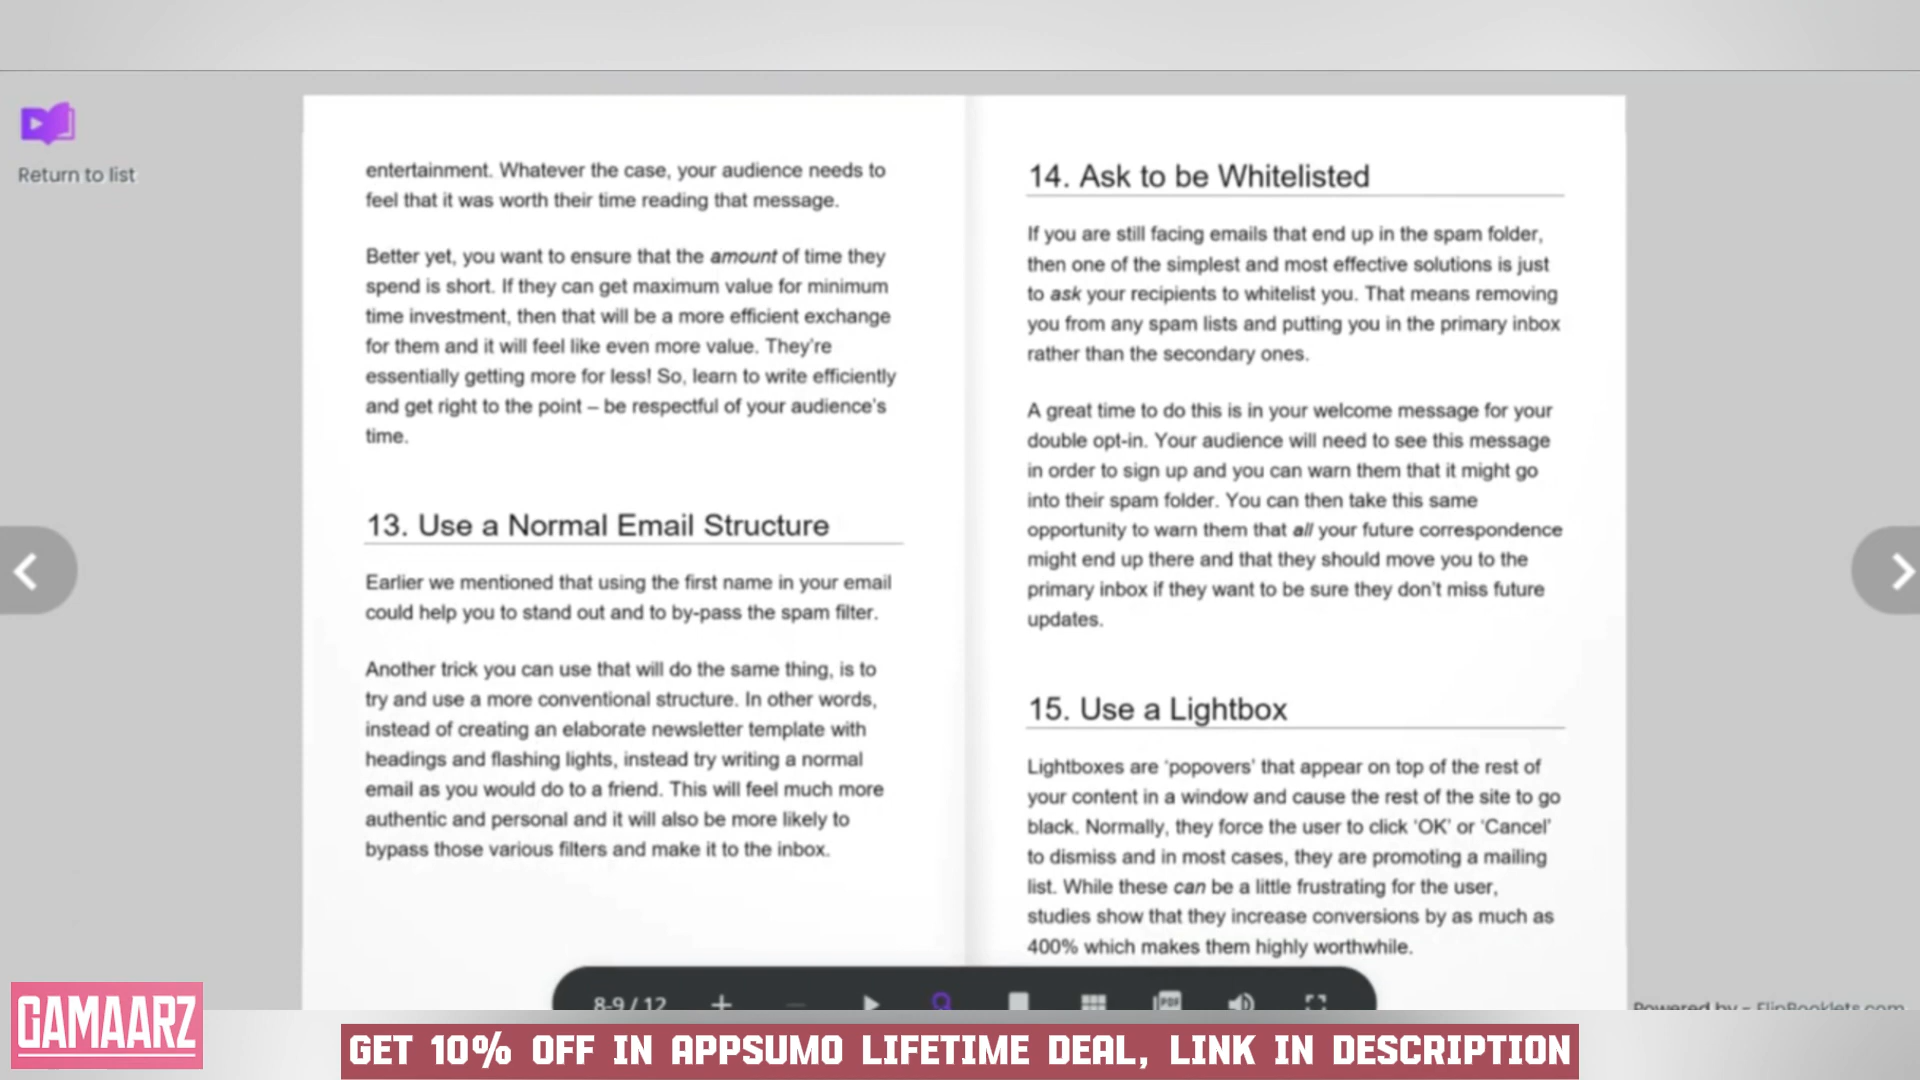 Return to list
entertainment. Whatever the case, your audience needs to
feel that it was worth their time reading that message.
Better yet, you want to ensure that the amount of time they
spend is short. If they can get maximum value for minimum
time investment, then that will be a more efficient exchange
for them and it will feel like even more value. They're
essentially getting more for less! So, learn to write efficiently
and get right to the point – be respectful of your audience's
time.
13. Use a Normal Email Structure
Earlier we mentioned that using the first name in your email
could help you to stand out and to by-pass the spam filter.
Another trick you can use that will do the same thing, is to
try and use a more conventional structure. In other words,
instead of creating an elaborate newsletter template with
headings and flashing lights, instead try writing a normal
email as you would do to a friend. This will feel much more
authentic and personal and it will also be more likely to
bypass those various filters and make it to the inbox.
14. Ask to be Whitelisted
If you are still facing emails that end up in the spam folder,
then one of the simplest and most effective solutions is just
to ask your recipients to whitelist you. That means removing
you from any spam lists and putting you in the primary inbox
rather than the secondary ones.
A great time to do this is in your welcome message for your
double opt-in. Your audience will need to see this message
in order to sign up and you can warn them that it might go
into their spam folder. You can then take this same
opportunity to warn them that all your future correspondence
might end up there and that they should move you to the
primary inbox if they want to be sure they don't miss future
updates.
15. Use a Lightbox
Lightboxes are 'popovers' that appear on top of the rest of
your content in a window and cause the rest of the site to go
black. Normally, they force the user to click 'OK' or 'Cancel'
to dismiss and in most cases, they are promoting a mailing
list. While these can be a little frustrating for the user,
studies show that they increase conversions by as much as
400% which makes them highly worthwhile.
8-9 / 12
PDF
Powered by - FlipBooklets.com
GAMAARZ
GET 10% OFF IN APPSUMO LIFETIME DEAL, LINK IN DESCRIPTION